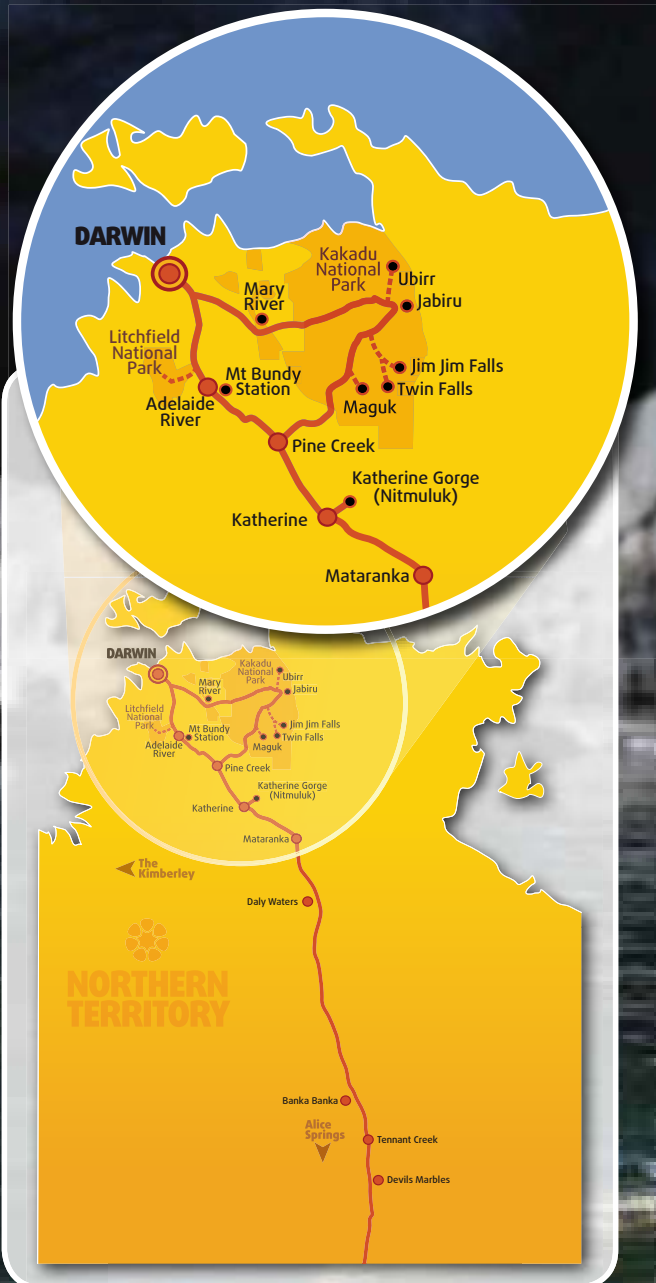 DARWIN
Kakadu
National
Park
Ubirr
Mary
River
Jabiru
Litchfield
National
Park
Jim Jim Falls
Mt Bundy
Station
Twin Falls
Adelaide
River
Maguk
Pine Creek
Katherine Gorge
(Nitmuluk)
Katherine
Mataranka
DARWIN
Kakadu
National
Park
Ubirr
Mary
River
Jabiru
Litchfield
National
Park
Jim Jim Falls
Mt Bundy
Station
Twin Falls
Adelaide
River
Maguk
Pine Creek
Katherine Gorge
(Nitmuluk)
Katherine
Mataranka
The
Kimberley
Daly Waters
NORTHERN
TERRITORY
Banka Banka
Alice
Springs
Tennant Creek
Devils Marbles